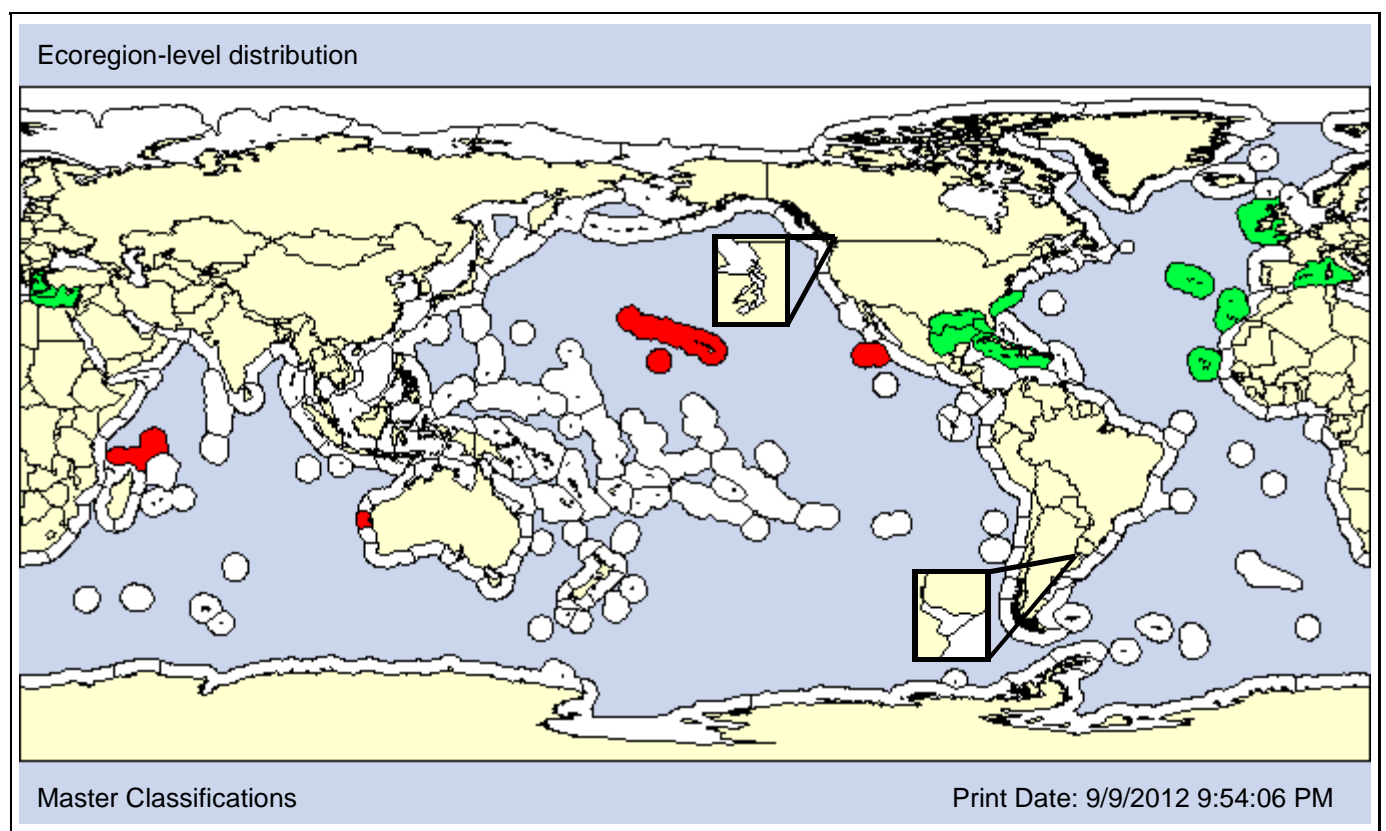 Ecoregion-level distribution
Master Classifications
Print Date: 9/9/2012 9:54:06 PM